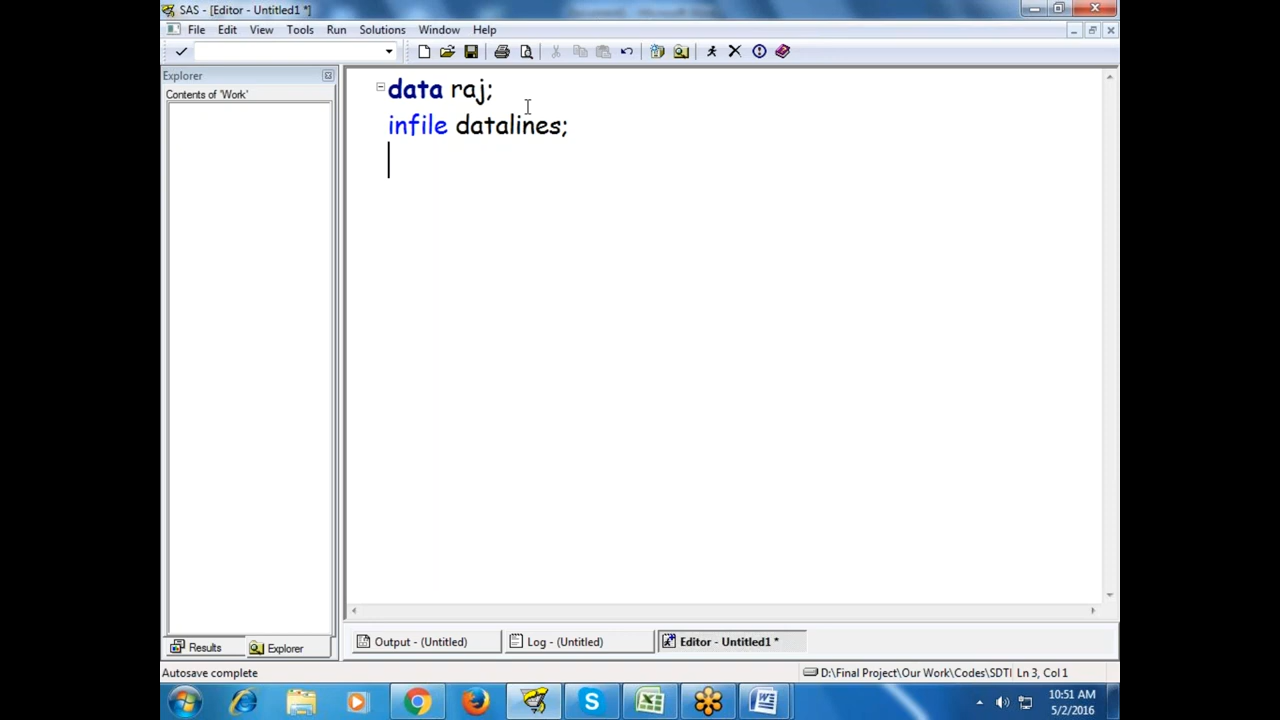 SAS - [Editor - Untitled1 *]
File Edit View Tools Run Solutions Window Help
Explorer
Contents of 'Work'
data raj;
infile datalines;
Results Explorer
Output - (Untitled) Log - (Untitled) Editor - Untitled1 *
Autosave complete D:\Final Project\Our Work\Codes\SDTI Ln 3, Col 1
10:51 AM
5/2/2016